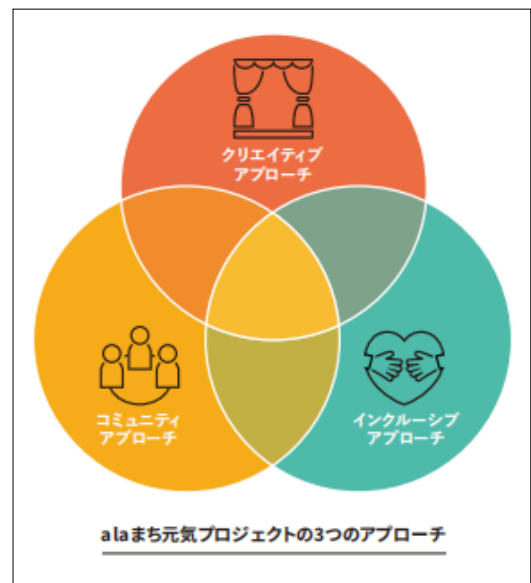 クリエイティブ
アプローチ
コミュニティ
アプローチ
インクルーシブ
アプローチ
alaまち元気プロジェクトの3つのアプローチ